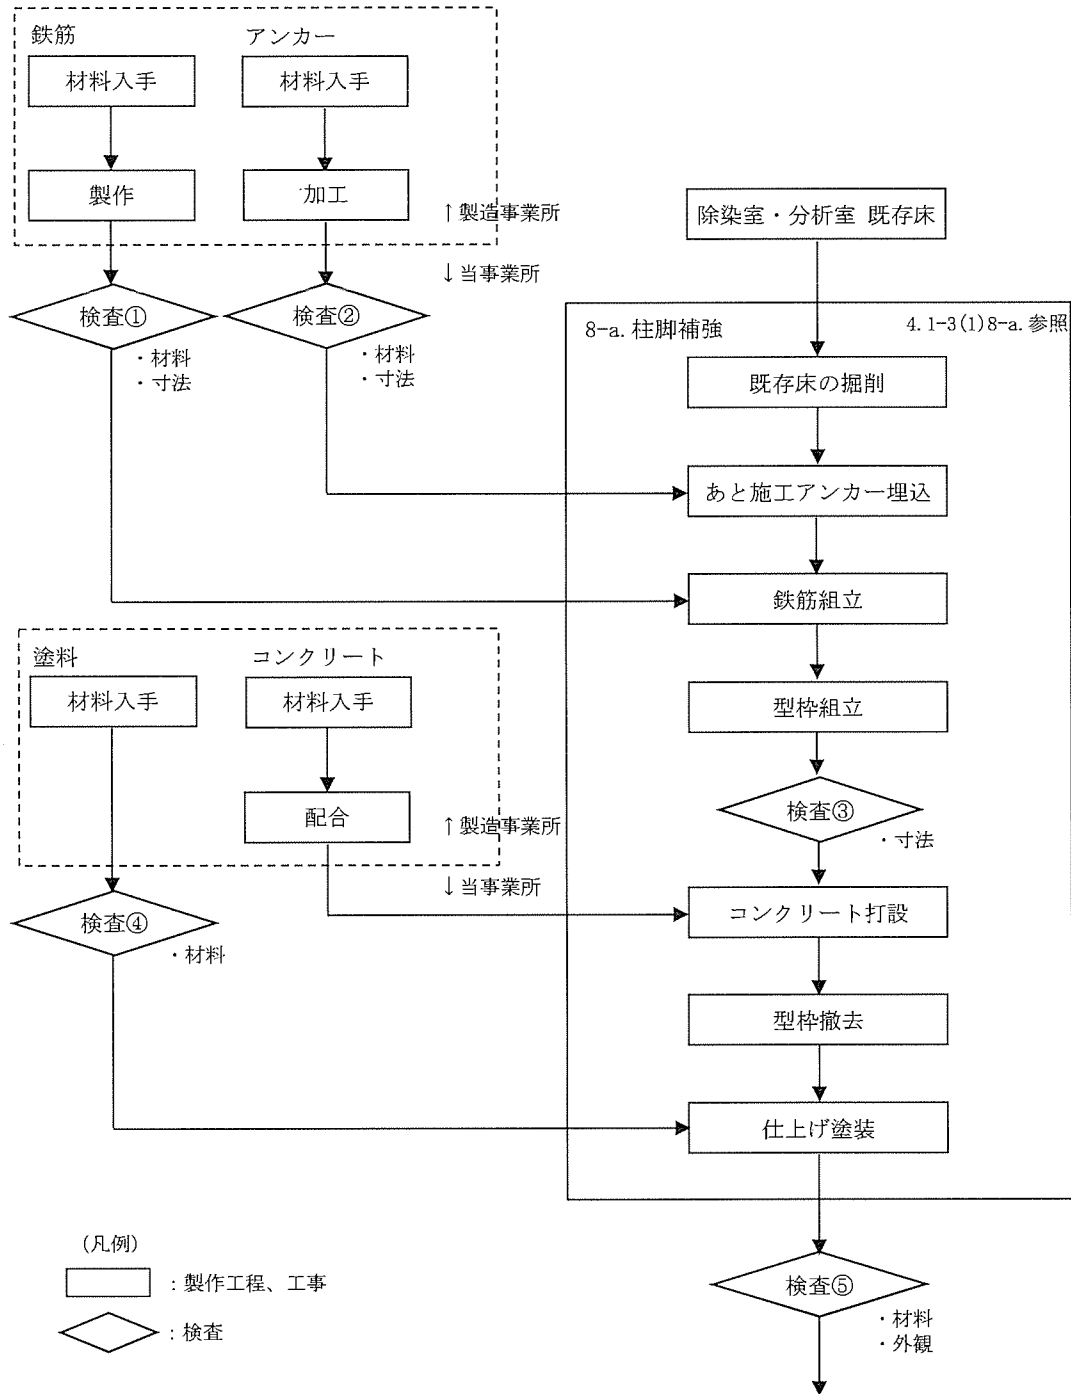 鉄筋
アンカー
材料入手
材料入手
製作
加工
↑製造事業所
↓当事業所
検査①
・材料
・寸法
検査②
・材料
・寸法
除染室・分析室 既存床
8-a. 柱脚補強
4.1-3(1)8-a. 参照
既存床の掘削
あと施工アンカー埋込
鉄筋組立
型枠組立
検査③
・寸法
塗料
コンクリート
材料入手
材料入手
配合
↑製造事業所
↓当事業所
検査④
・材料
コンクリート打設
型枠撤去
仕上げ塗装
検査⑤
・材料
・外観
(凡例)
：製作工程、工事
：検査